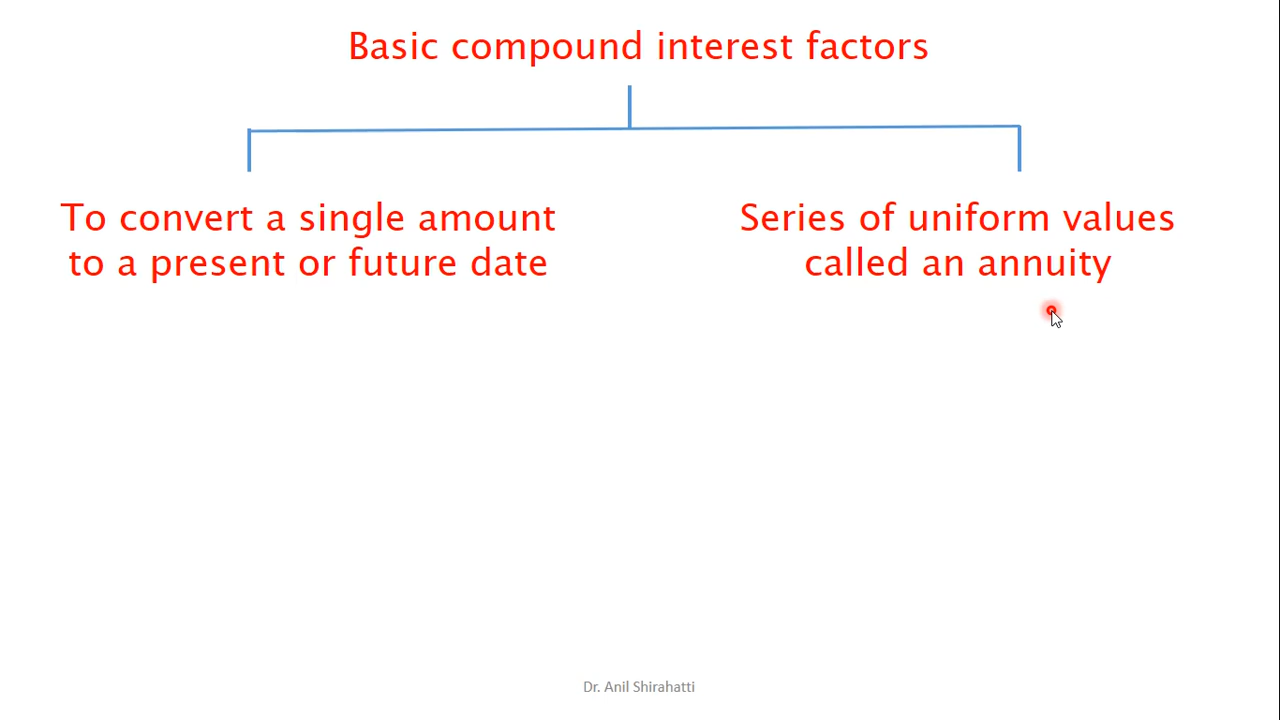 Basic compound interest factors
To convert a single amount
to a present or future date
Series of uniform values
called an annuity
Dr. Anil Shirahatti